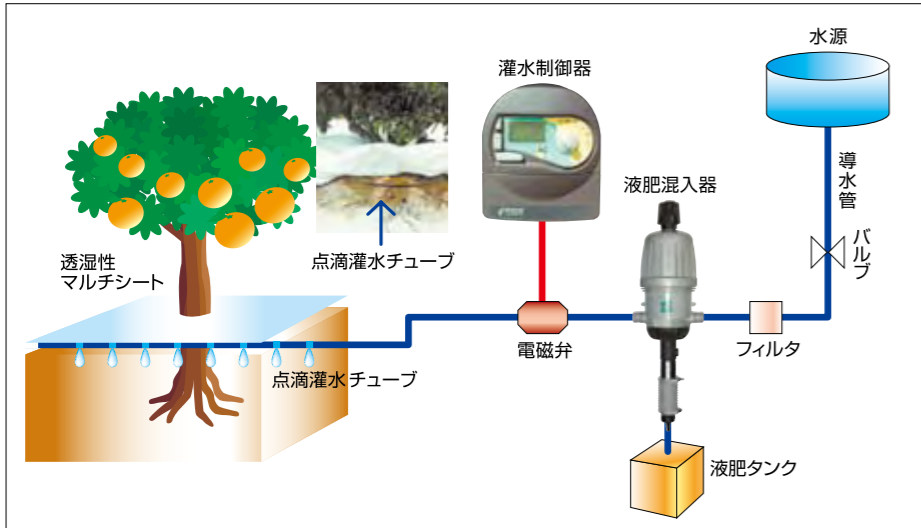 水源
灌水制御器
導水管
液肥混入器
バルブ
点滴灌水チューブ
透湿性
マルチシート
電磁弁
フィルタ
点滴灌水チューブ
液肥タンク